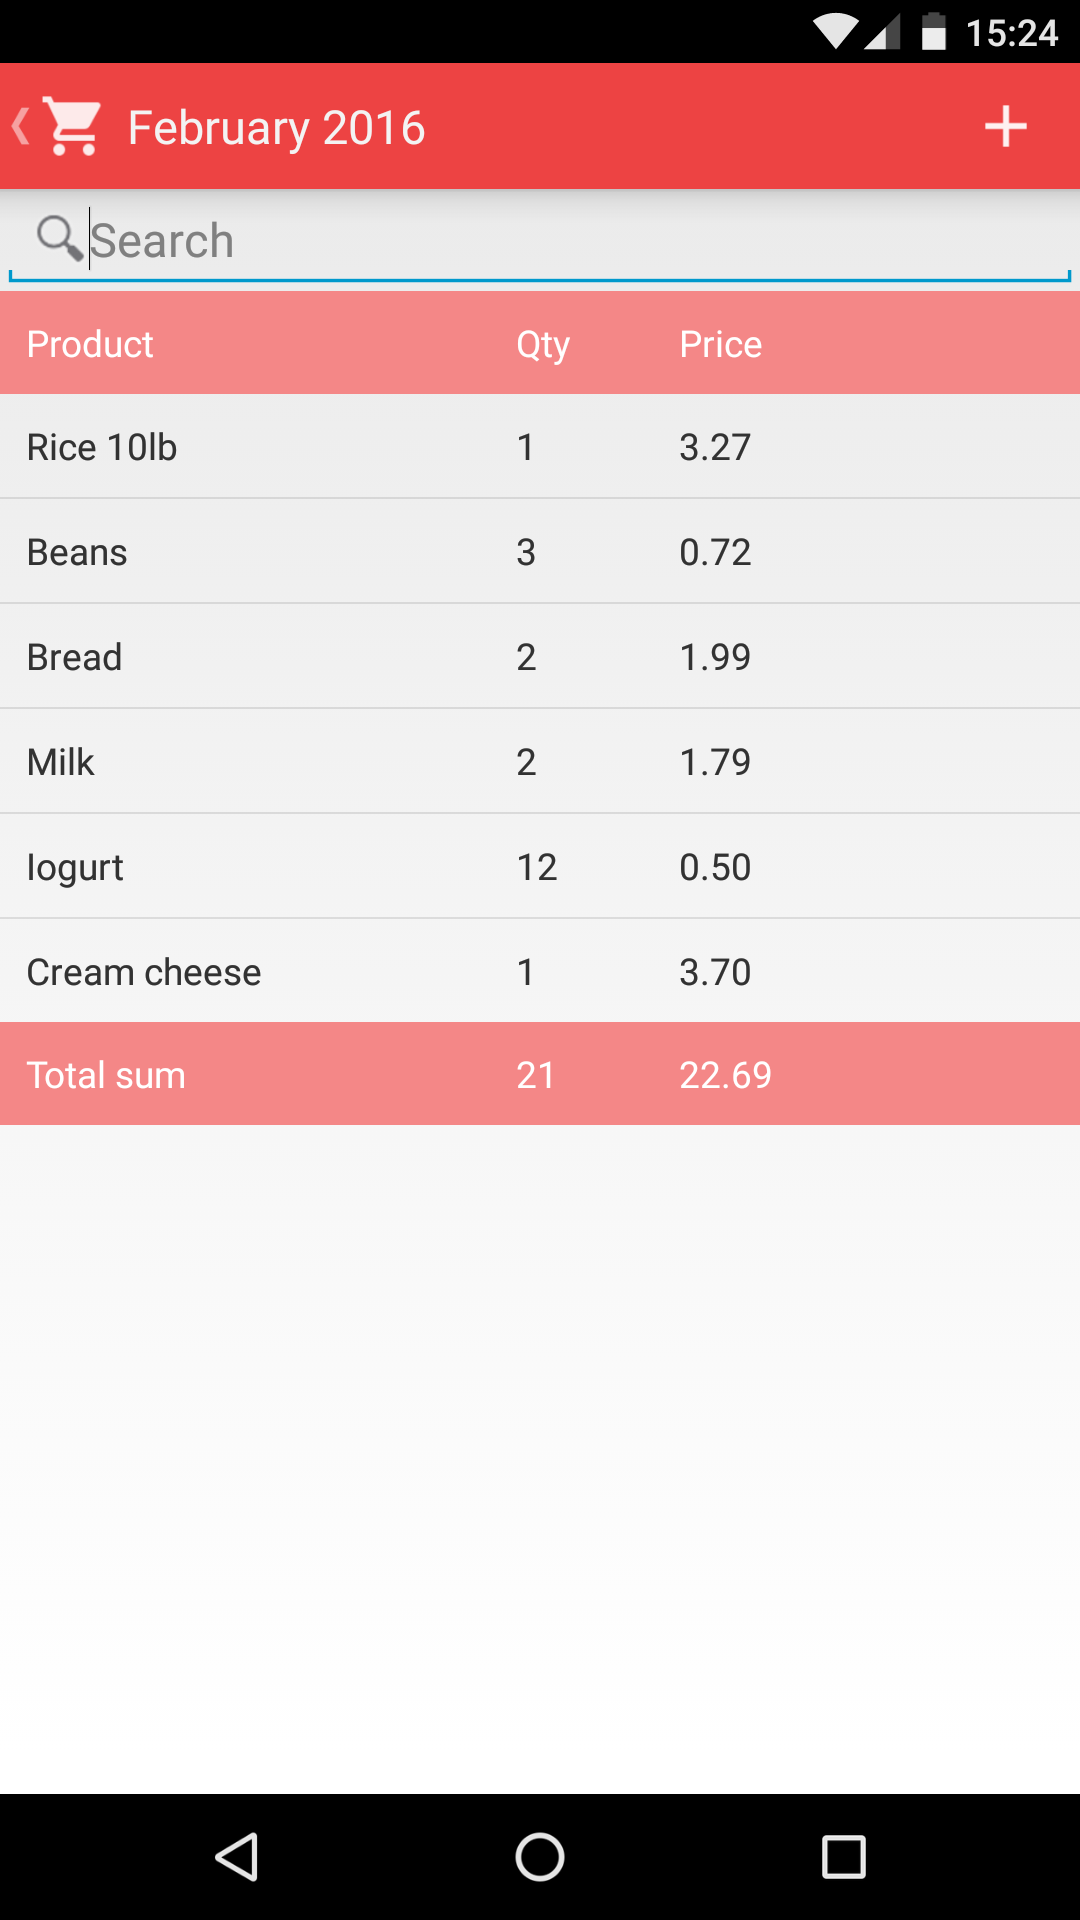 15:24
February 2016
Search
Product Qty Price
Rice 10lb 1 3.27
Beans 3 0.72
Bread 2 1.99
Milk 2 1.79
Iogurt 12 0.50
Cream cheese 1 3.70
Total sum 21 22.69